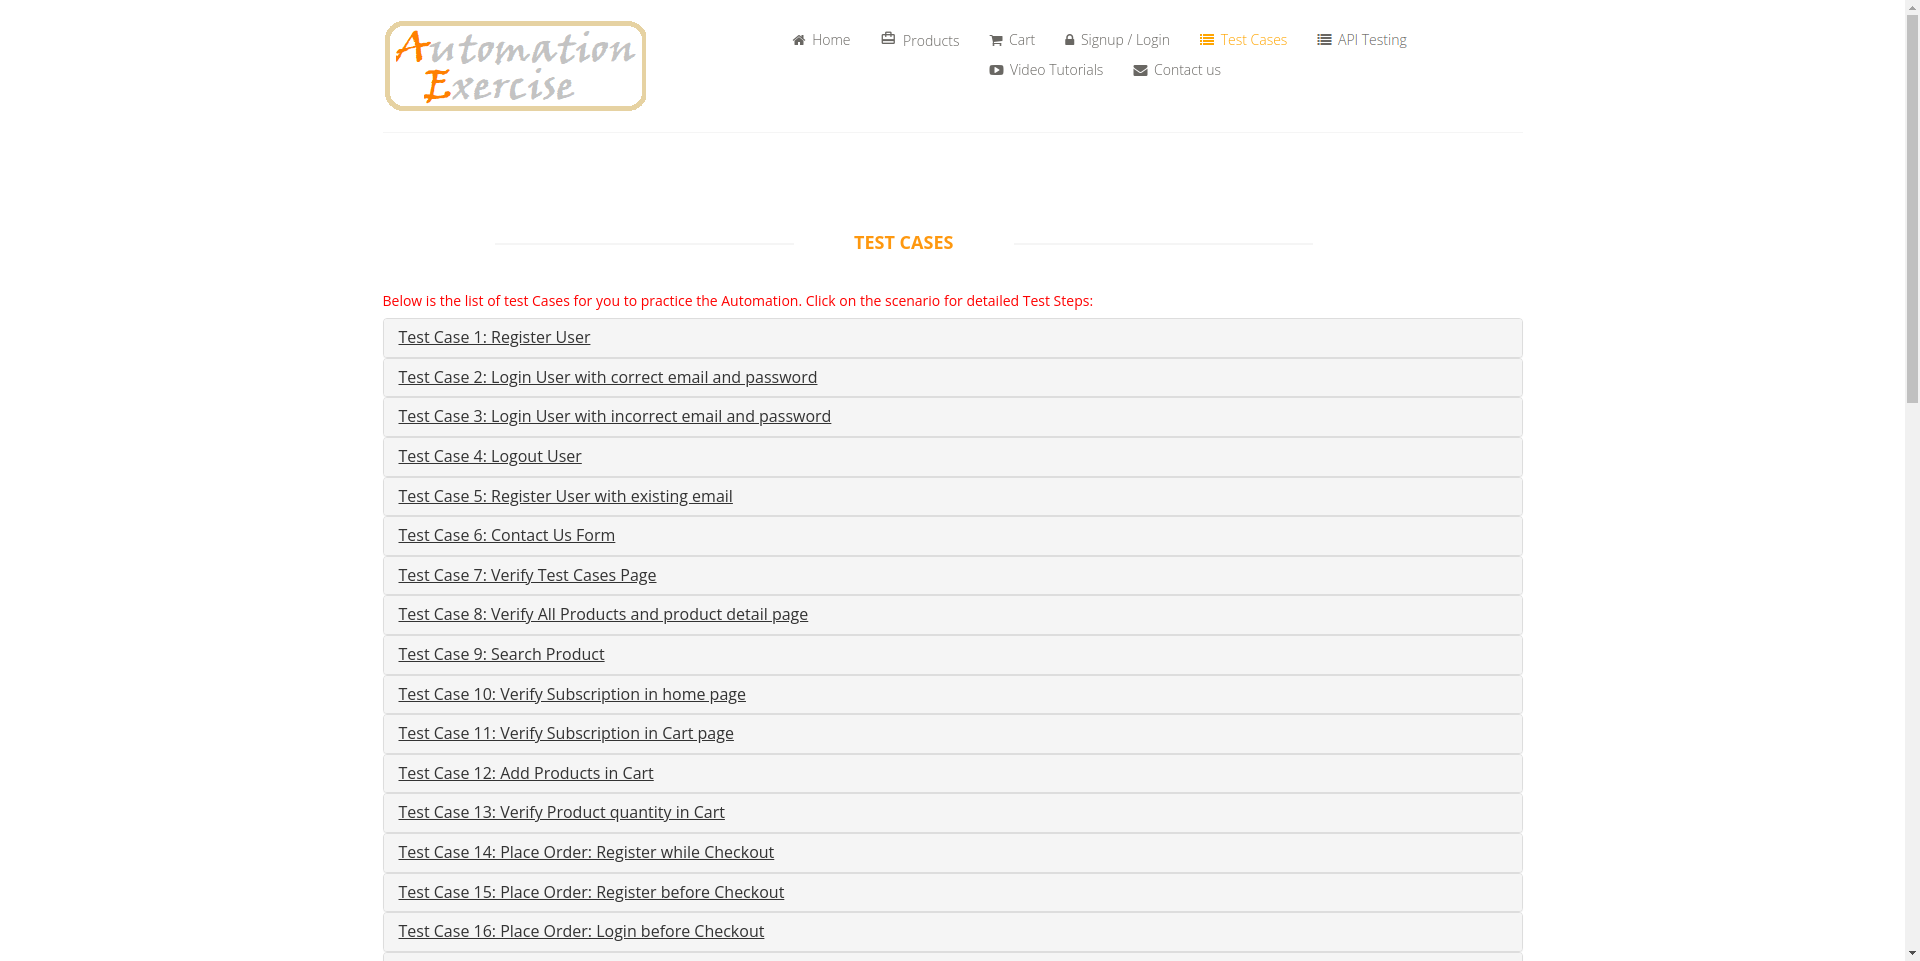 Automation
Exercise
Home
Products
Cart
Signup / Login
Test Cases
API Testing
Video Tutorials
Contact us
TEST CASES
Below is the list of test Cases for you to practice the Automation. Click on the scenario for detailed Test Steps:
Test Case 1: Register User
Test Case 2: Login User with correct email and password
Test Case 3: Login User with incorrect email and password
Test Case 4: Logout User
Test Case 5: Register User with existing email
Test Case 6: Contact Us Form
Test Case 7: Verify Test Cases Page
Test Case 8: Verify All Products and product detail page
Test Case 9: Search Product
Test Case 10: Verify Subscription in home page
Test Case 11: Verify Subscription in Cart page
Test Case 12: Add Products in Cart
Test Case 13: Verify Product quantity in Cart
Test Case 14: Place Order: Register while Checkout
Test Case 15: Place Order: Register before Checkout
Test Case 16: Place Order: Login before Checkout